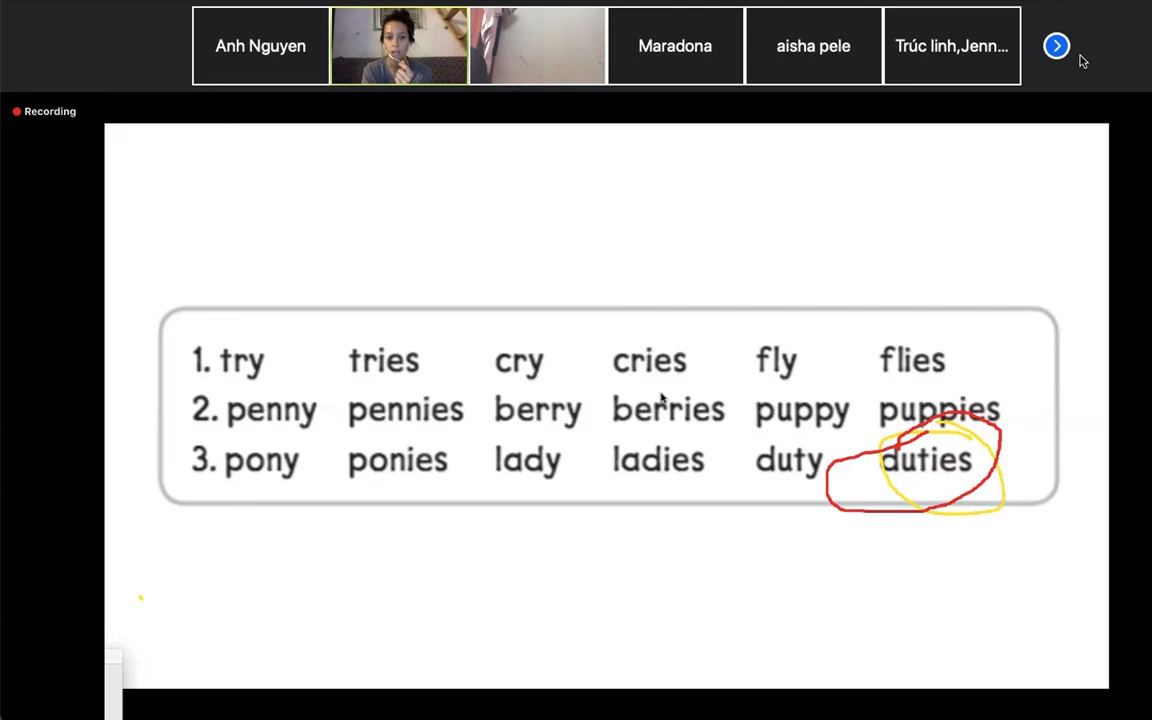 Anh Nguyen
Maradona
aisha pele
Trúc linh,Jenn...
Recording
1. try tries cry cries fly flies
2. penny pennies berry berries puppy puppies
3. pony ponies lady ladies duty duties